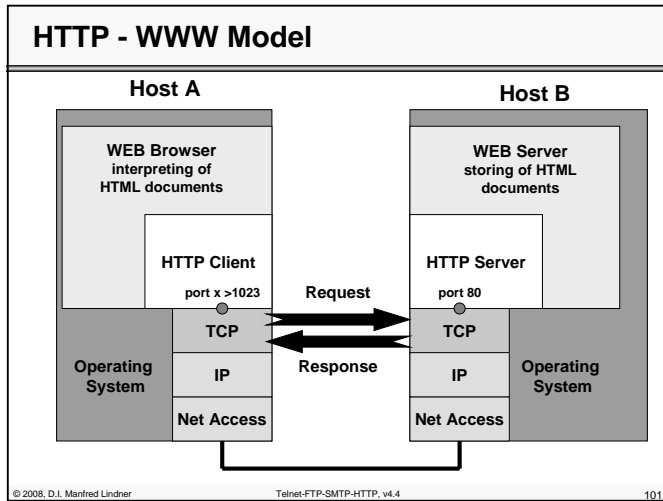 HTTP - WWW Model
Host A
Host B
WEB Browser
interpreting of
HTML documents
WEB Server
storing of HTML
documents
HTTP Client
HTTP Server
port x >1023
Request
port 80
TCP
TCP
Operating
System
IP
Response
IP
Operating
System
Net Access
Net Access
© 2008, D.I. Manfred Lindner
Telnet-FTP-SMTP-HTTP, v4.4
101